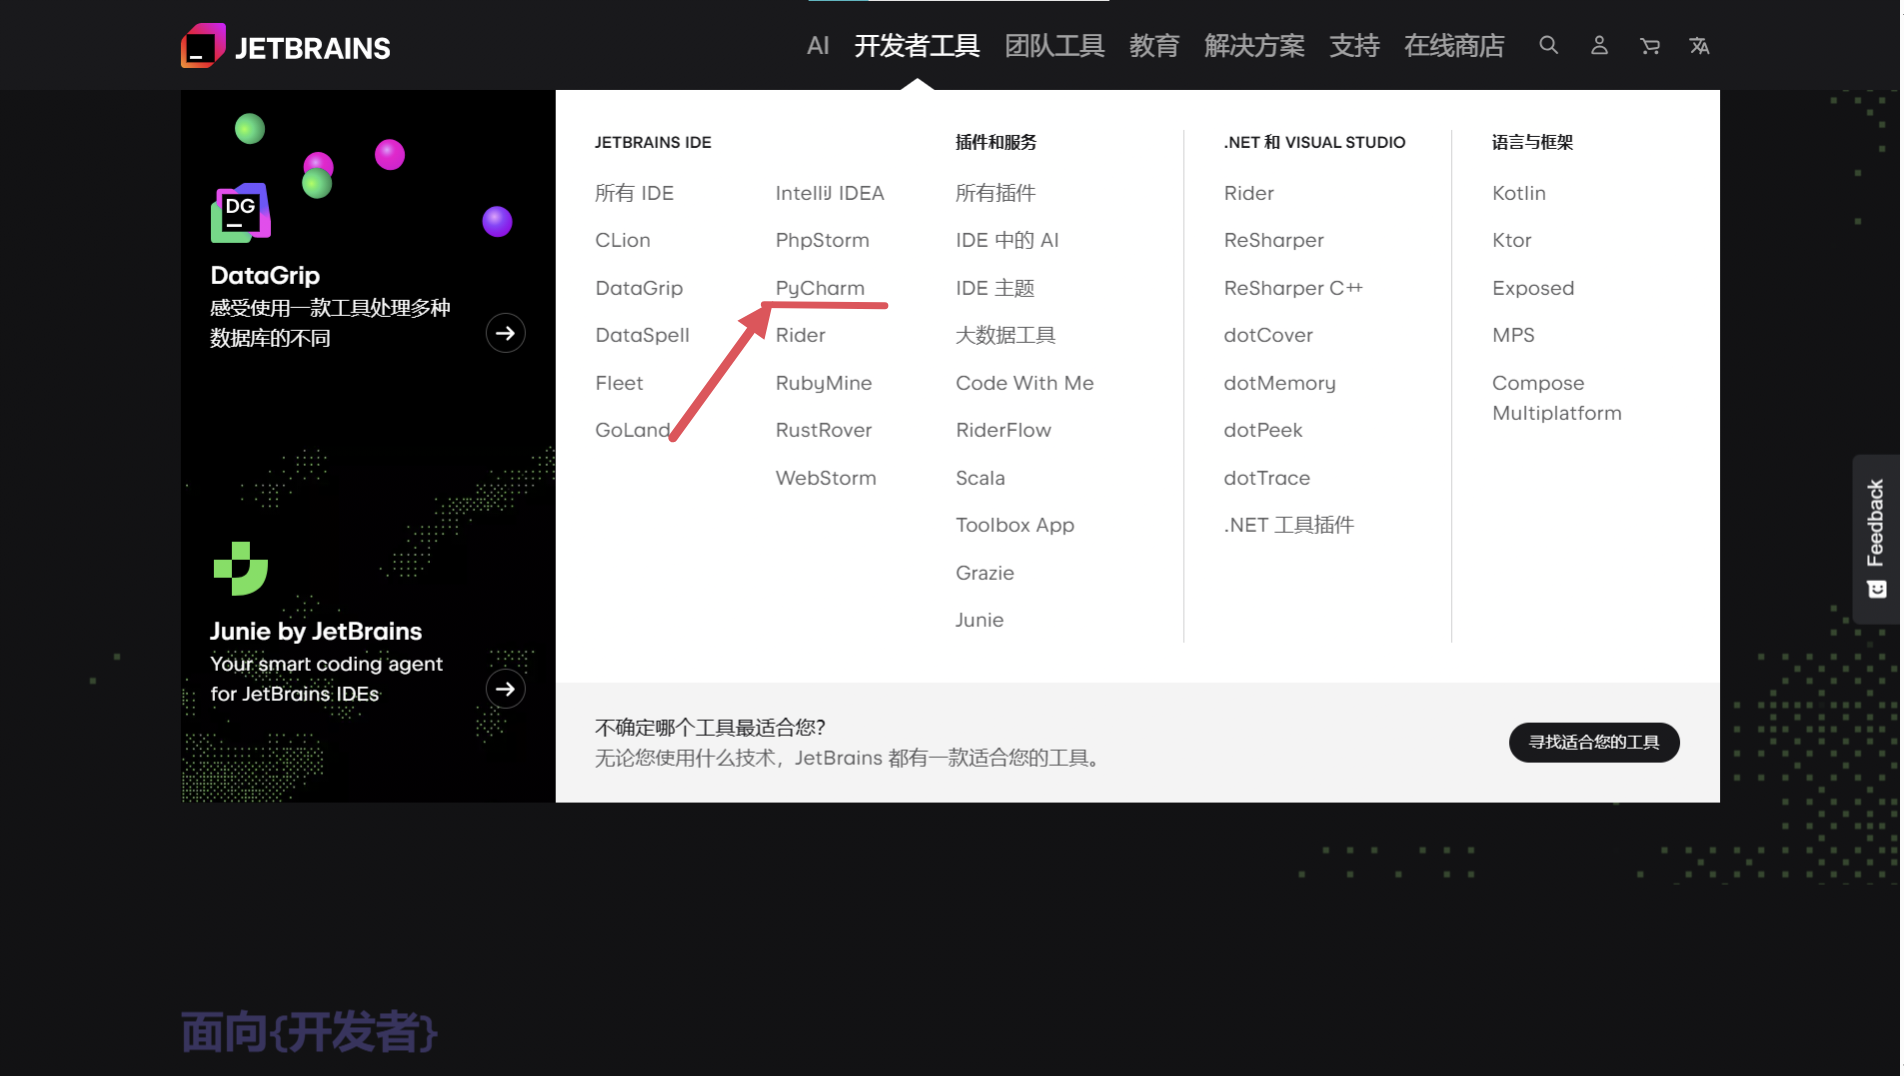 JETBRAINS
AI 开发者工具 团队工具 教育 解决方案 支持 在线商店
DG
DataGrip
感受使用一款工具处理多种
数据库的不同
Junie by JetBrains
Your smart coding agent
for JetBrains IDEs
JETBRAINS IDE
所有 IDE
CLion
DataGrip
DataSpell
Fleet
GoLand
IntelliJ IDEA
PhpStorm
PyCharm
Rider
RubyMine
RustRover
WebStorm
插件和服务
所有插件
IDE 中的 AI
IDE 主题
大数据工具
Code With Me
RiderFlow
Scala
Toolbox App
Grazie
Junie
.NET 和 VISUAL STUDIO
Rider
ReSharper
ReSharper C++
dotCover
dotMemory
dotPeek
dotTrace
.NET 工具插件
语言与框架
Kotlin
Ktor
Exposed
MPS
Compose
Multiplatform
不确定哪个工具最适合您?
无论您使用什么技术，JetBrains 都有一款适合您的工具。
寻找适合您的工具
Feedback
面向{开发者}